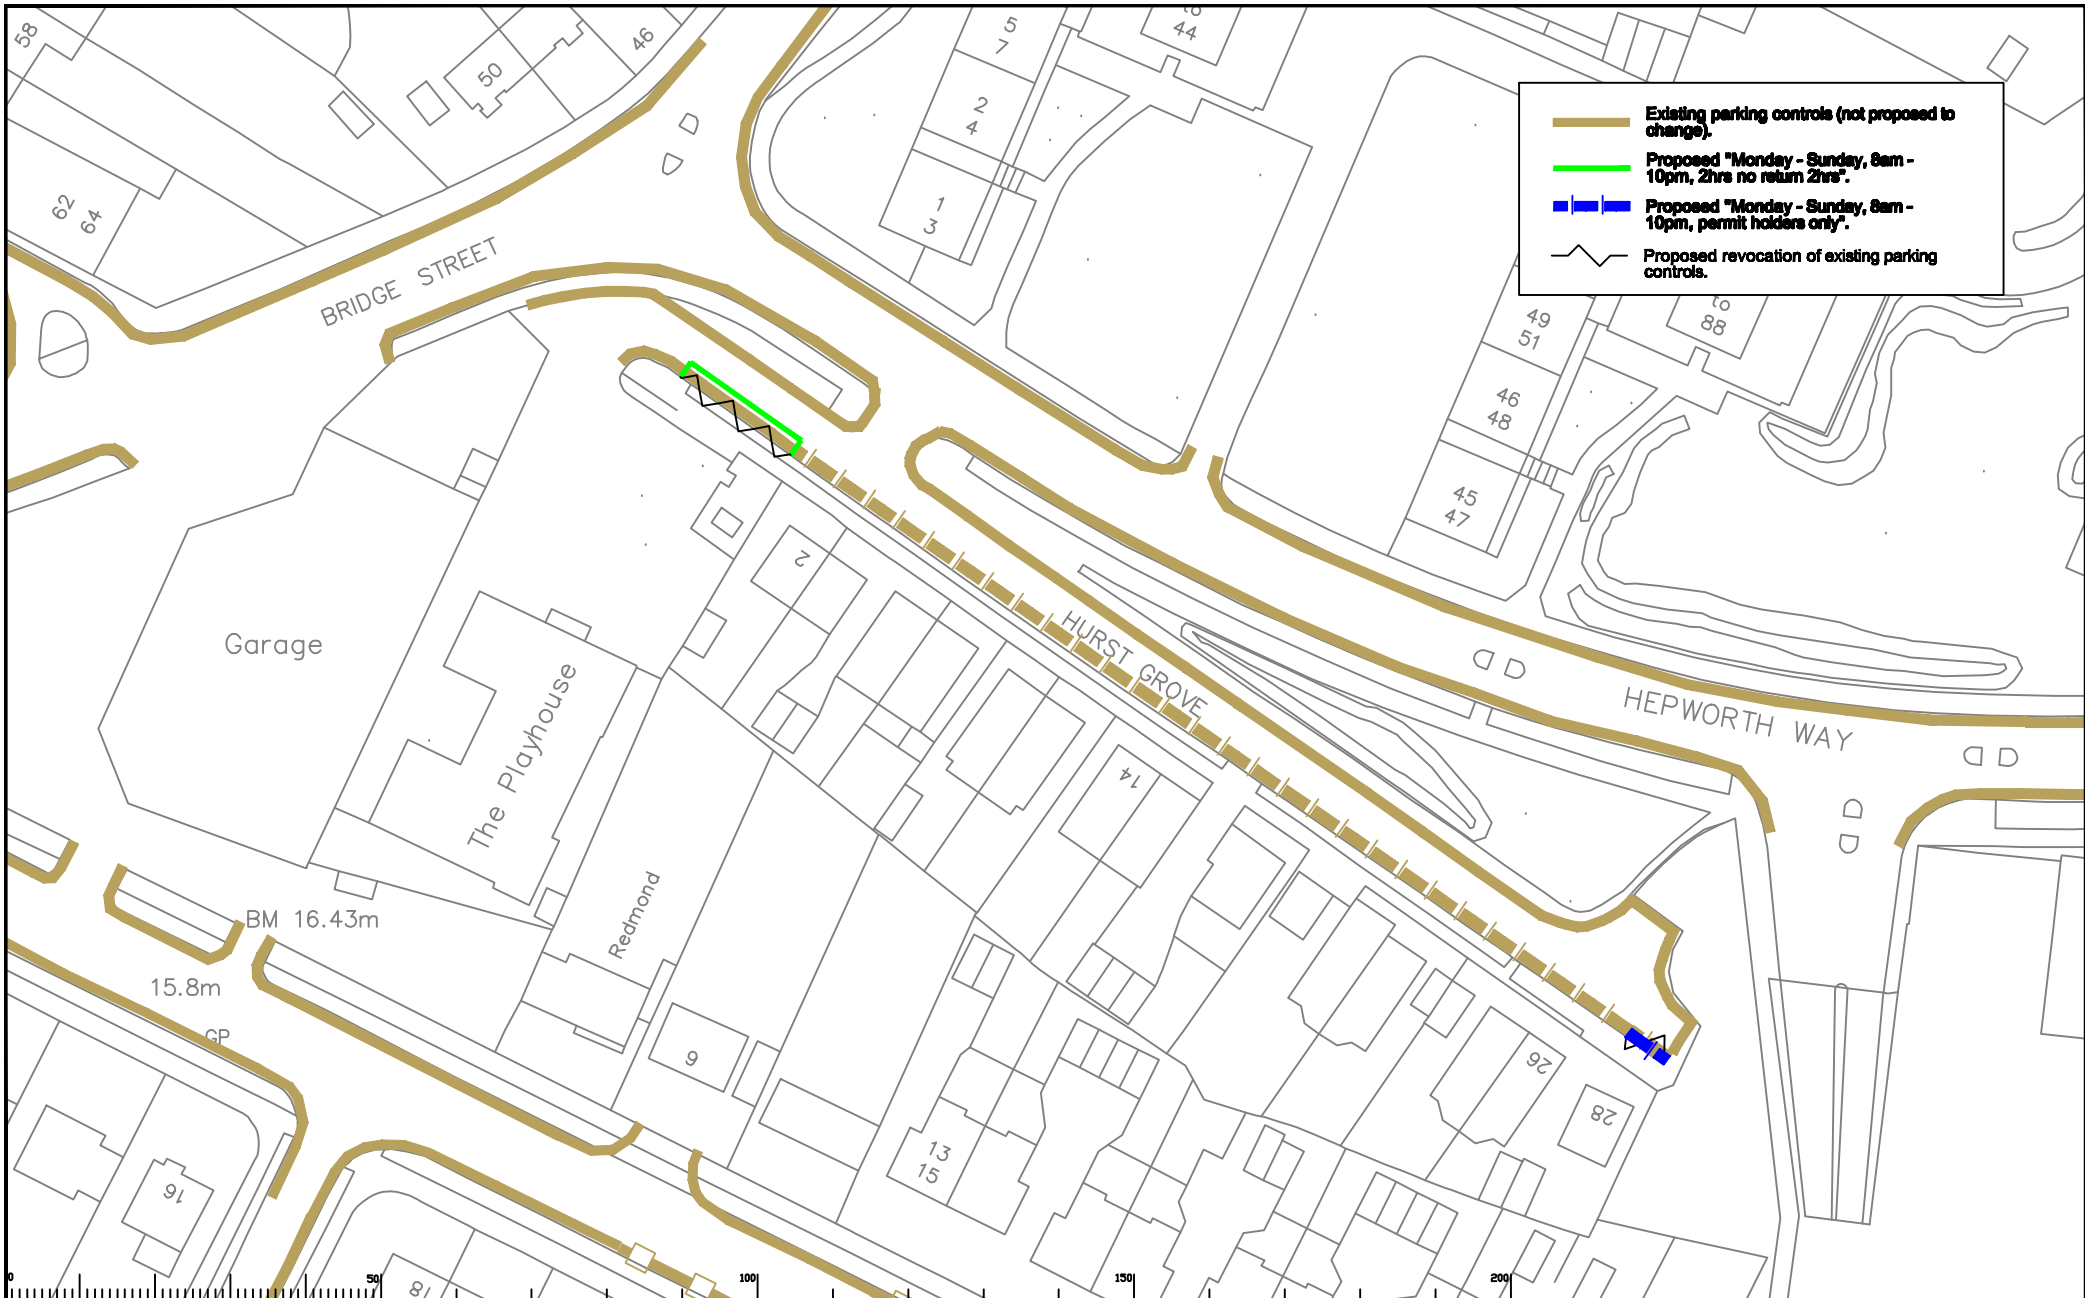 58
50
46
5
7
to
44
2
4
1
3
62
64
BRIDGE STREET
Existing parking controls (not proposed to
change).
Proposed "Monday - Sunday, 8am -
10pm, 2hrs no return 2hrs".
Proposed "Monday - Sunday, 8am -
10pm, permit holders only".
Proposed revocation of existing parking
controls.
to
88
49
51
46
48
45
47
2
Garage
The Playhouse
HURST GROVE
HEPWORTH WAY
14
Redmond
BM 16.43m
15.8m
GP
9
13
15
26
28
16
18
0
50
100
150
200